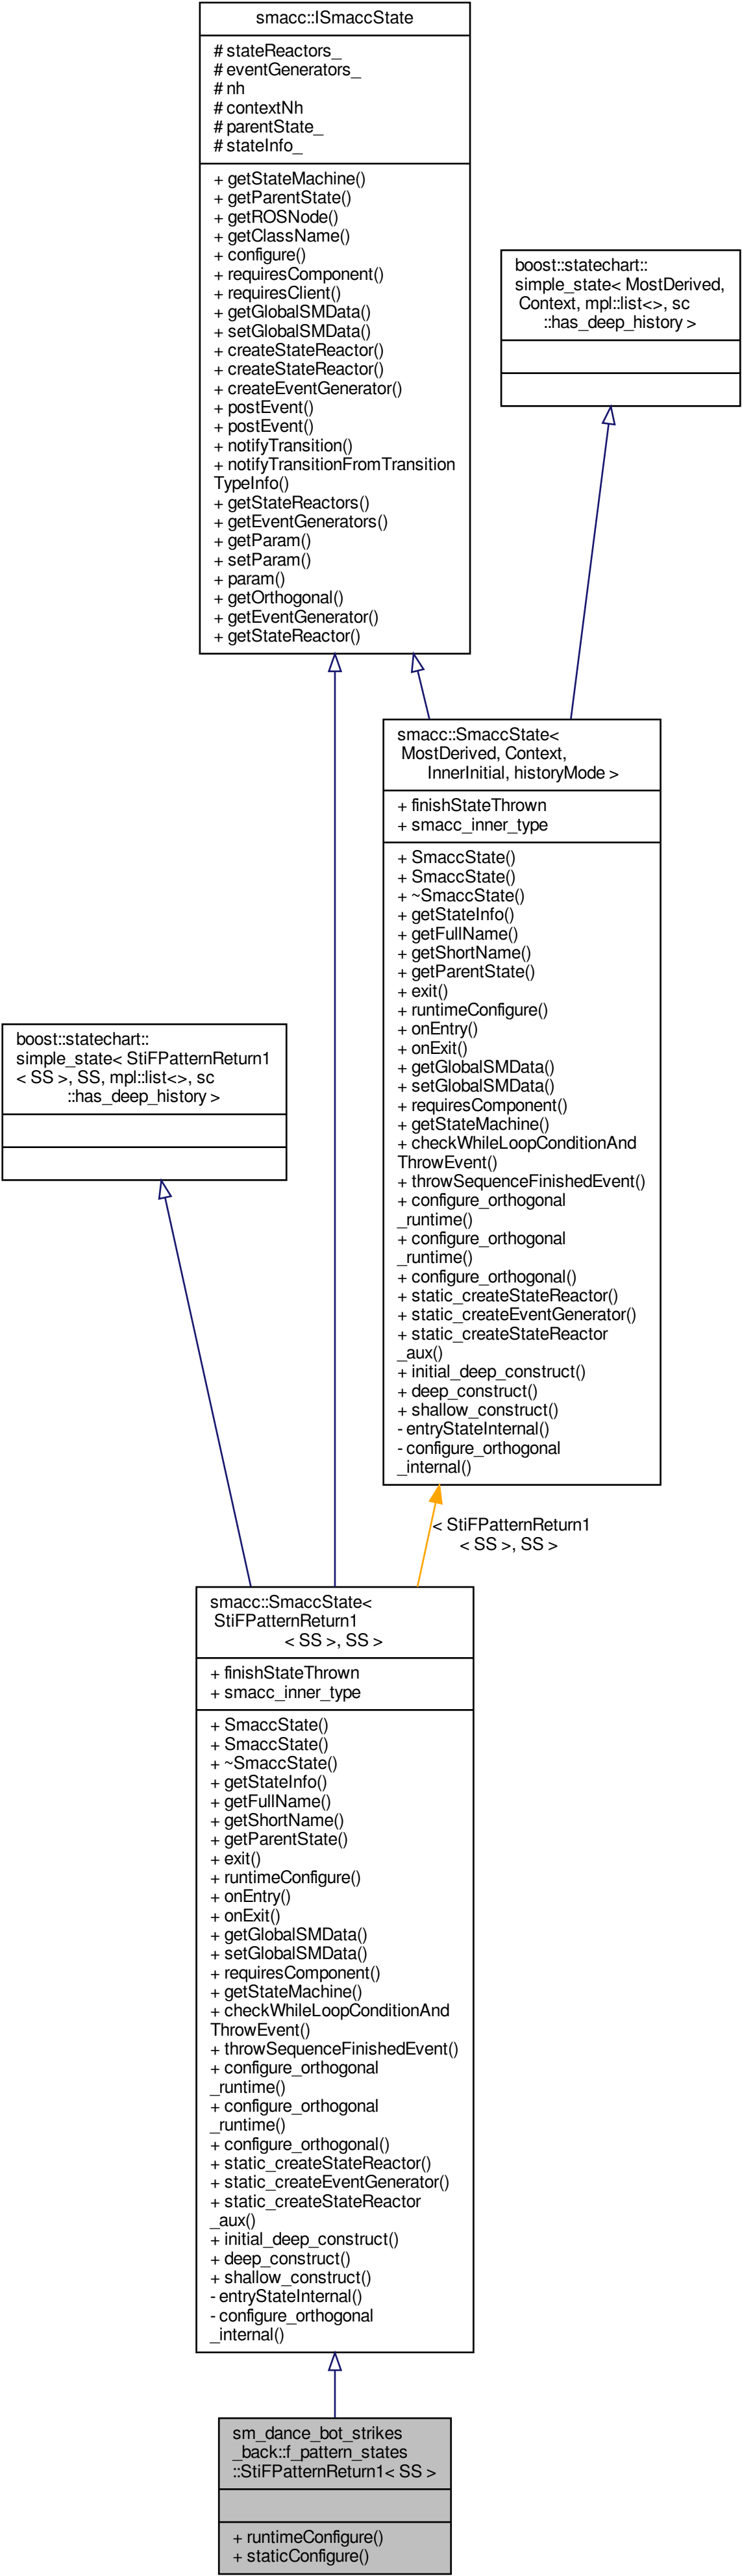 smacc::ISmaccState
# stateReactors_
# eventGenerators_
# nh
# contextNh
# parentState_
# stateInfo_
+ getStateMachine()
+ getParentState()
+ getROSNode()
+ getClassName()
+ configure()
+ requiresComponent()
+ requiresClient()
+ getGlobalSMData()
+ setGlobalSMData()
+ createStateReactor()
+ createStateReactor()
+ createEventGenerator()
+ postEvent()
+ postEvent()
+ notifyTransition()
+ notifyTransitionFromTransition
TypeInfo()
+ getStateReactors()
+ getEventGenerators()
+ getParam()
+ setParam()
+ param()
+ getOrthogonal()
+ getEventGenerator()
+ getStateReactor()
boost::statechart::
simple_state< MostDerived,
Context, mpl::list<>, sc
::has_deep_history >
smacc::SmaccState<
MostDerived, Context,
InnerInitial, historyMode >
+ finishStateThrown
+ smacc_inner_type
+ SmaccState()
+ SmaccState()
+ ~SmaccState()
+ getStateInfo()
+ getFullName()
+ getShortName()
+ getParentState()
+ exit()
+ runtimeConfigure()
+ onEntry()
+ onExit()
+ getGlobalSMData()
+ setGlobalSMData()
+ requiresComponent()
+ getStateMachine()
+ checkWhileLoopConditionAnd
ThrowEvent()
+ throwSequenceFinishedEvent()
+ configure_orthogonal
_runtime()
+ configure_orthogonal
_runtime()
+ configure_orthogonal()
+ static_createStateReactor()
+ static_createEventGenerator()
+ static_createStateReactor
_aux()
+ initial_deep_construct()
+ deep_construct()
+ shallow_construct()
- entryStateInternal()
- configure_orthogonal
_internal()
boost::statechart::
simple_state< StiFPatternReturn1
< SS >, SS, mpl::list<>, sc
::has_deep_history >
< StiFPatternReturn1
< SS >, SS >
smacc::SmaccState<
StiFPatternReturn1
< SS >, SS >
+ finishStateThrown
+ smacc_inner_type
+ SmaccState()
+ SmaccState()
+ ~SmaccState()
+ getStateInfo()
+ getFullName()
+ getShortName()
+ getParentState()
+ exit()
+ runtimeConfigure()
+ onEntry()
+ onExit()
+ getGlobalSMData()
+ setGlobalSMData()
+ requiresComponent()
+ getStateMachine()
+ checkWhileLoopConditionAnd
ThrowEvent()
+ throwSequenceFinishedEvent()
+ configure_orthogonal
_runtime()
+ configure_orthogonal
_runtime()
+ configure_orthogonal()
+ static_createStateReactor()
+ static_createEventGenerator()
+ static_createStateReactor
_aux()
+ initial_deep_construct()
+ deep_construct()
+ shallow_construct()
- entryStateInternal()
- configure_orthogonal
_internal()
sm_dance_bot_strikes
_back::f_pattern_states
::StiFPatternReturn1< SS >
+ runtimeConfigure()
+ staticConfigure()